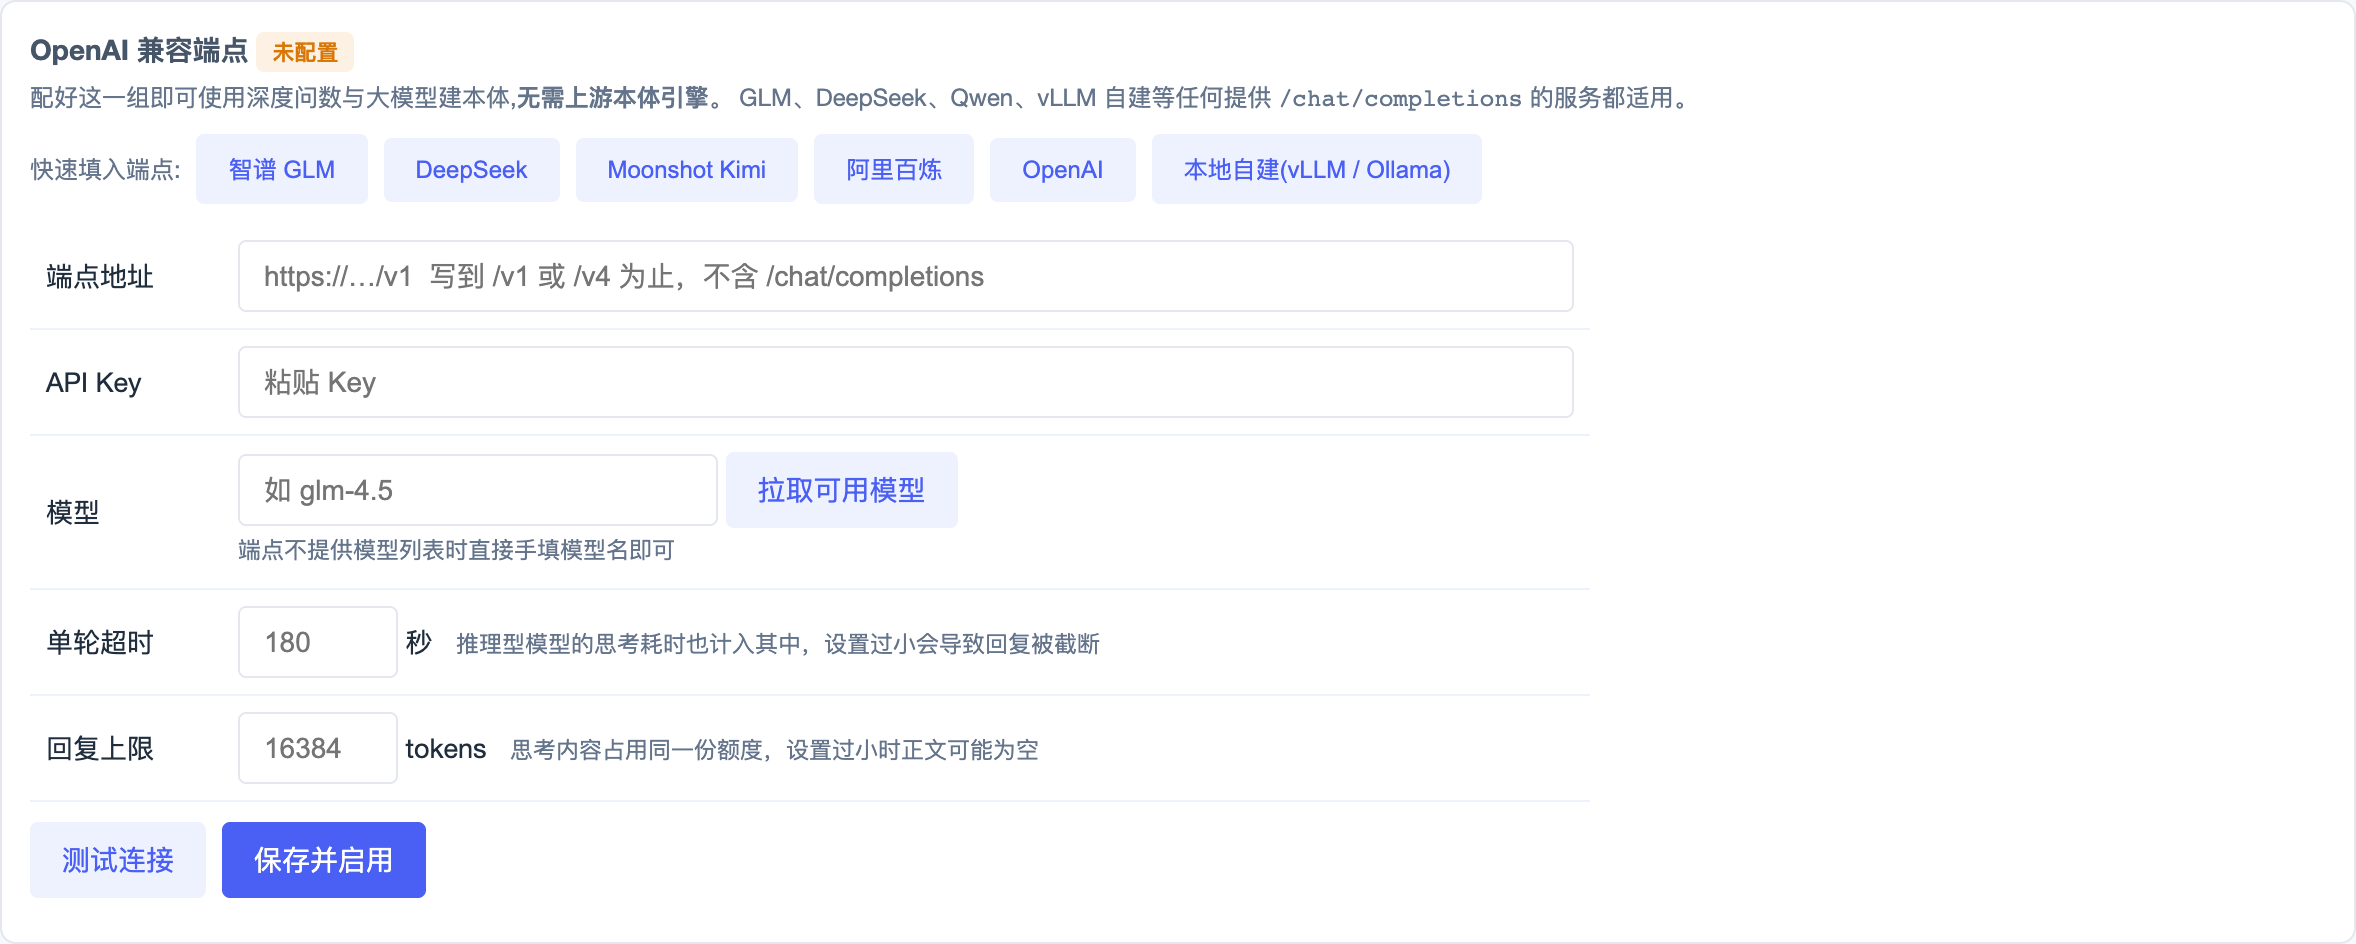 OpenAI 兼容端点 未配置
配好这一组即可使用深度问数与大模型建本体,无需上游本体引擎。 GLM、DeepSeek、Qwen、vLLM 自建等任何提供 /chat/completions 的服务都适用。
快速填入端点: 智谱 GLM DeepSeek Moonshot Kimi 阿里百炼 OpenAI 本地自建(vLLM / Ollama)
端点地址 https://…/v1 写到 /v1 或 /v4 为止，不含 /chat/completions
API Key 粘贴 Key
模型 如 glm-4.5 拉取可用模型
端点不提供模型列表时直接手填模型名即可
单轮超时 180 秒 推理型模型的思考耗时也计入其中，设置过小会导致回复被截断
回复上限 16384 tokens 思考内容占用同一份额度，设置过小时正文可能为空
测试连接 保存并启用